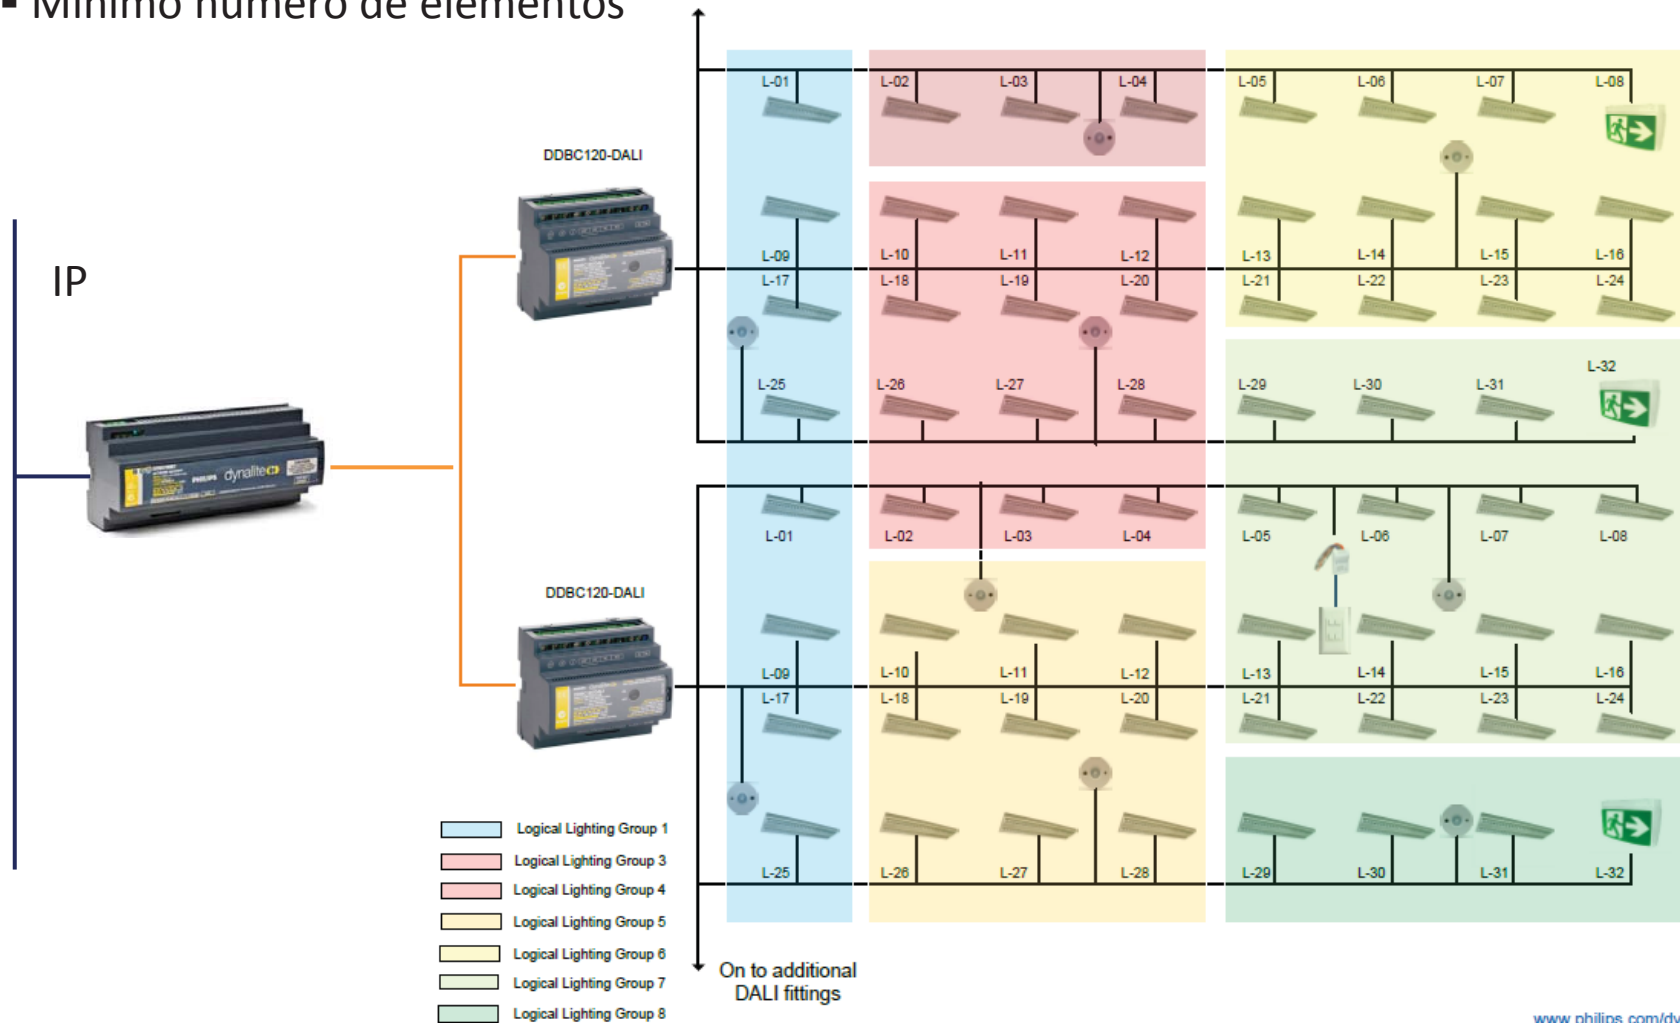 ▪ Mínimo número de elementos
L-01 L-02 L-03 L-04 L-05 L-06 L-07 L-08
DDBC120-DALI
IP
L-09 L-10 L-11 L-12 L-13 L-14 L-15 L-16
L-17 L-18 L-19 L-20 L-21 L-22 L-23 L-24
L-25 L-26 L-27 L-28 L-29 L-30 L-31 L-32
PHILIPS dynalite
L-01 L-02 L-03 L-04 L-05 L-06 L-07 L-08
DDBC120-DALI
L-09 L-10 L-11 L-12 L-13 L-14 L-15 L-16
L-17 L-18 L-19 L-20 L-21 L-22 L-23 L-24
L-25 L-26 L-27 L-28 L-29 L-30 L-31 L-32
Logical Lighting Group 1
Logical Lighting Group 3
Logical Lighting Group 4
Logical Lighting Group 5
Logical Lighting Group 6
Logical Lighting Group 7
Logical Lighting Group 8
On to additional
DALI fittings
www.philips.com/dy